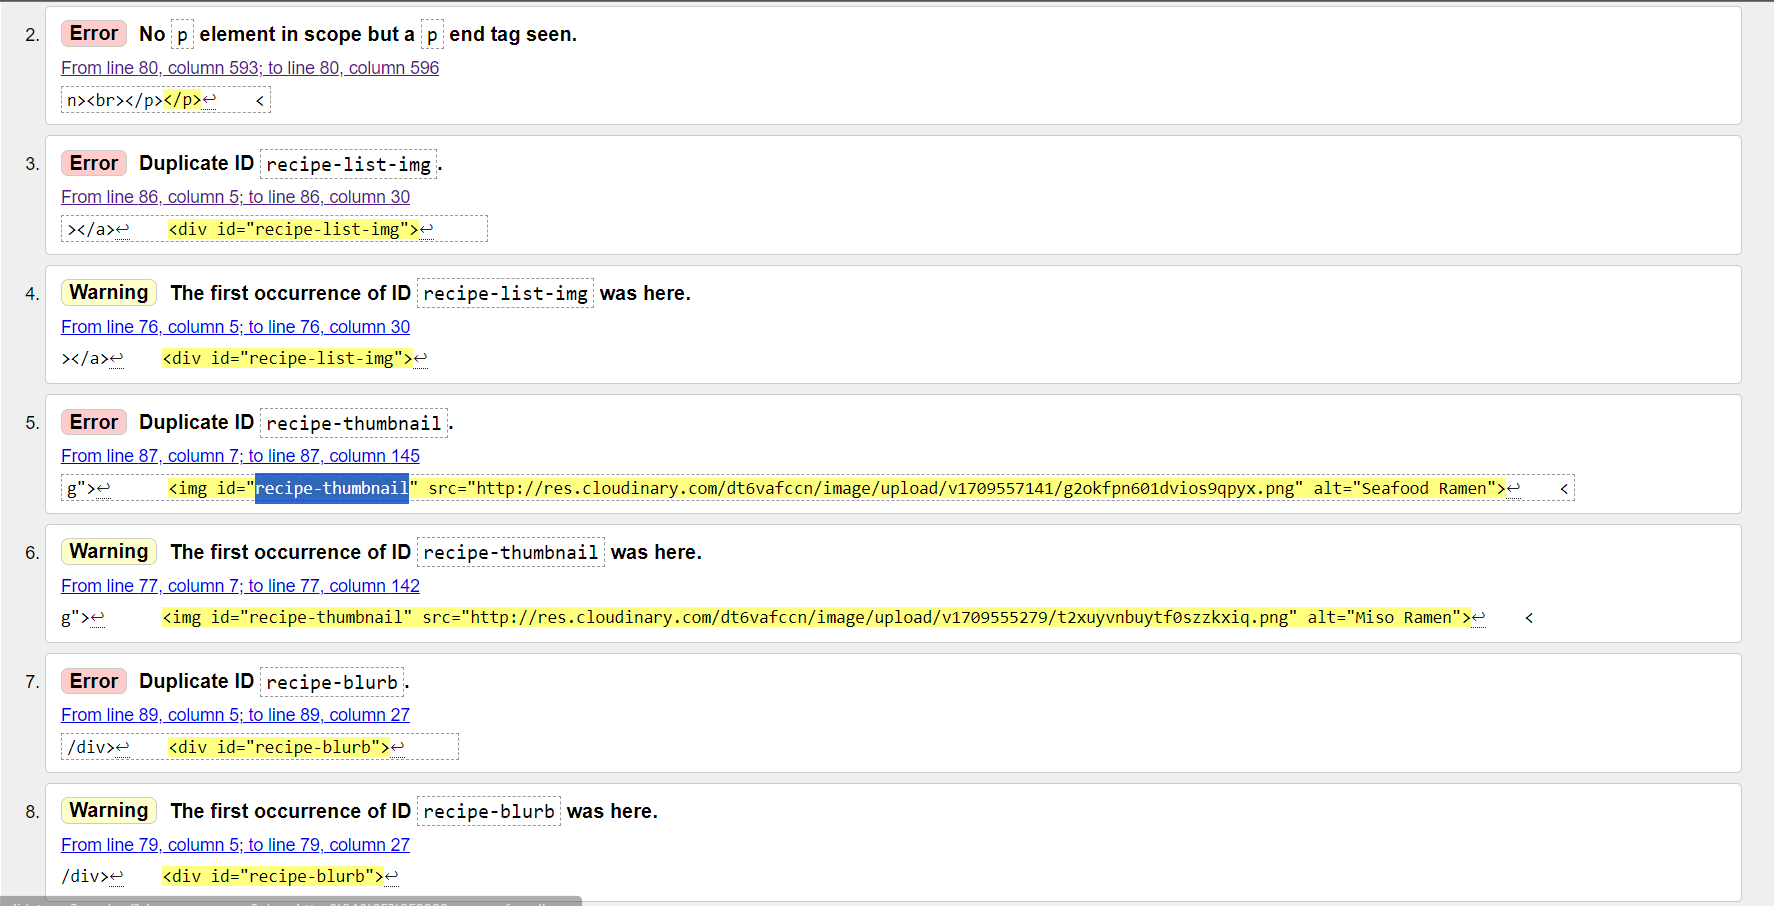 2. Error No p element in scope but a p end tag seen.
From line 80, column 593; to line 80, column 596
n><br></p></p>↩ <
3. Error Duplicate ID recipe-list-img.
From line 86, column 5; to line 86, column 30
></a>↩ <div id="recipe-list-img">↩
4. Warning The first occurrence of ID recipe-list-img was here.
From line 76, column 5; to line 76, column 30
></a>↩ <div id="recipe-list-img">↩
5. Error Duplicate ID recipe-thumbnail.
From line 87, column 7; to line 87, column 145
g">↩ <img id="recipe-thumbnail" src="http://res.cloudinary.com/dt6vafccn/image/upload/v1709557141/g2okfpn601dvios9qpyx.png" alt="Seafood Ramen">↩ <
6. Warning The first occurrence of ID recipe-thumbnail was here.
From line 77, column 7; to line 77, column 142
g">↩ <img id="recipe-thumbnail" src="http://res.cloudinary.com/dt6vafccn/image/upload/v1709555279/t2xuyvnbuytf0szzkxiq.png" alt="Miso Ramen">↩ <
7. Error Duplicate ID recipe-blurb.
From line 89, column 5; to line 89, column 27
/div>↩ <div id="recipe-blurb">↩
8. Warning The first occurrence of ID recipe-blurb was here.
From line 79, column 5; to line 79, column 27
/div>↩ <div id="recipe-blurb">↩